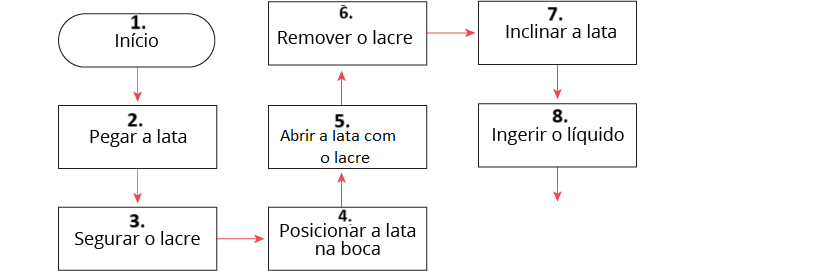 1.
Início
2.
Pegar a lata
3.
Segurar o lacre
4.
Posicionar a lata
na boca
5.
Abrir a lata com
o lacre
6.
Remover o lacre
7.
Inclinar a lata
8.
Ingerir o líquido